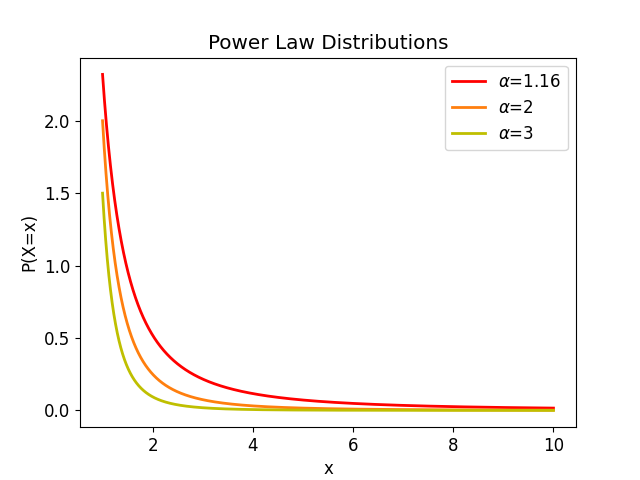 Power Law Distributions
α=1.16
α=2
α=3
P(X=x)
2.0
1.5
1.0
0.5
0.0
2 4 6 8 10
x